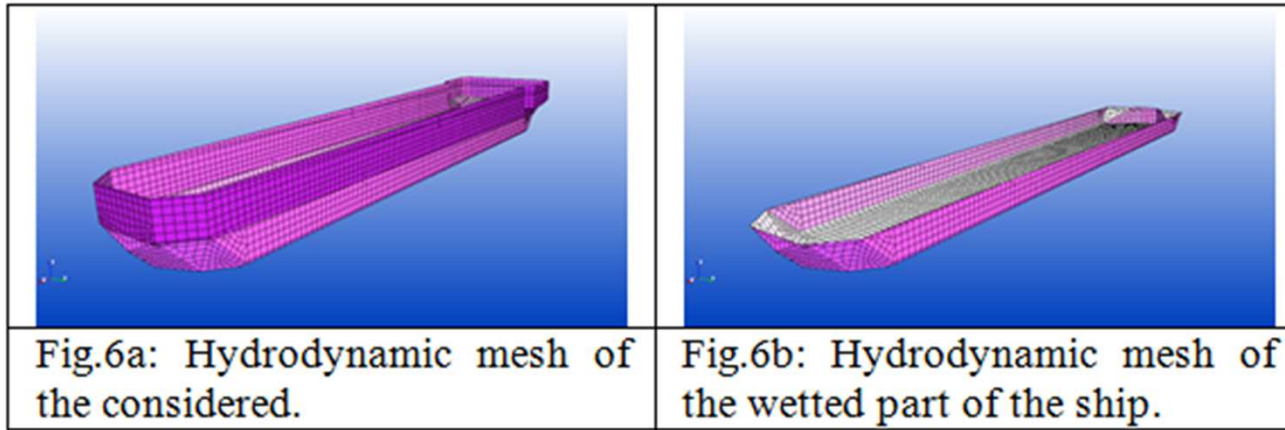 Fig.6a: Hydrodynamic mesh of
the considered.
Fig.6b: Hydrodynamic mesh of
the wetted part of the ship.